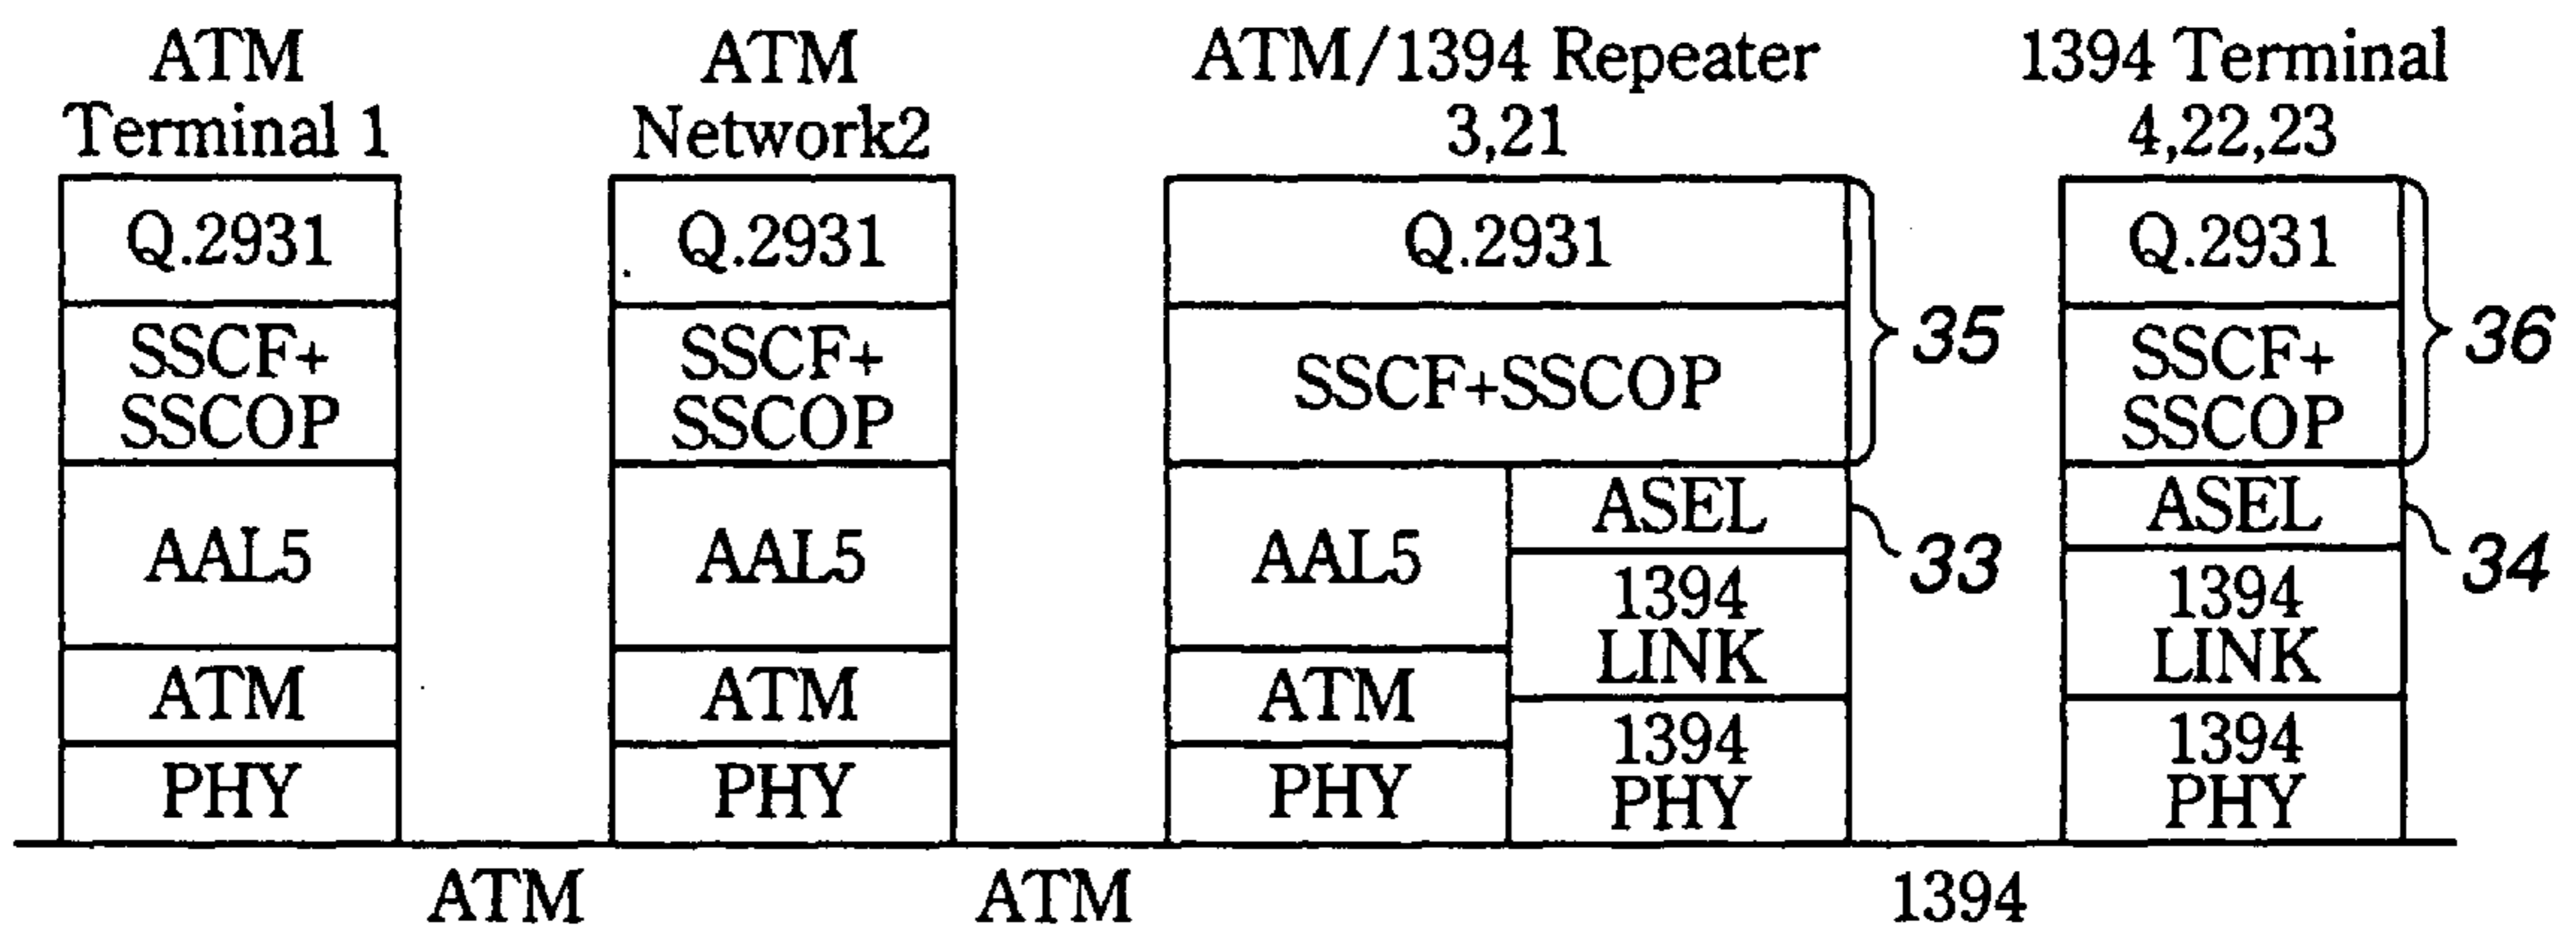 ATM
Terminal 1
Q.2931
SSCF+
SSCOP
AAL5
ATM
PHY
ATM
ATM
Network2
Q.2931
SSCF+
SSCOP
AAL5
ATM
PHY
ATM
ATM/1394 Repeater
3,21
Q.2931
SSCF+SSCOP
35
AAL5
ATM
PHY
ASEL
33
1394
LINK
1394
PHY
1394
1394 Terminal
4,22,23
Q.2931
SSCF+
SSCOP
36
ASEL
34
1394
LINK
1394
PHY